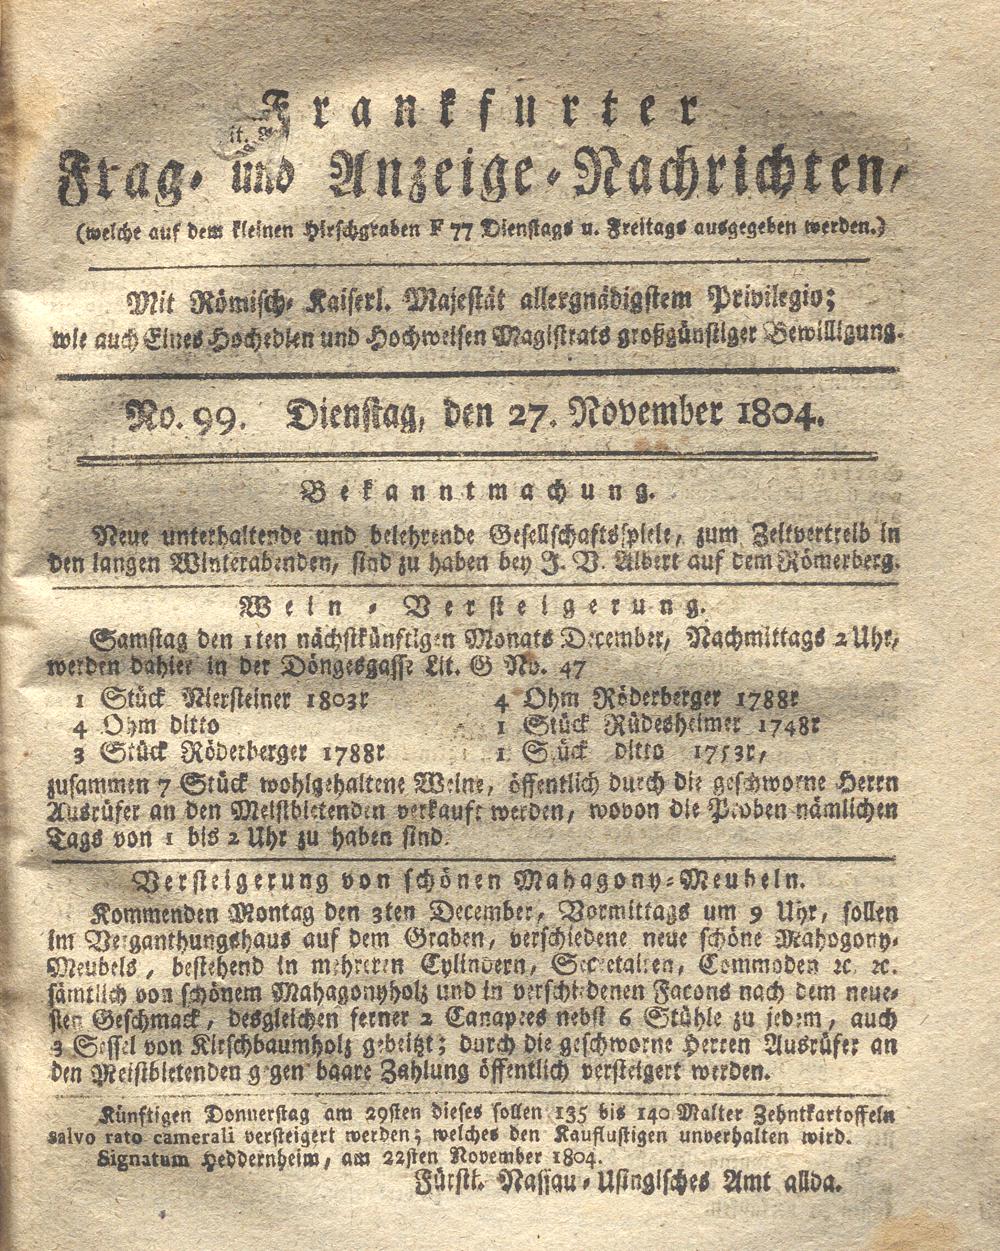 Frankfurter
Frag- und Anzeige-Nachrichten,
(welche auf dem kleinen Hirschgraben F 77 Dienstags u. Freitags ausgegeben werden.)
Mit Römisch- Kaiserl. Majestät allergnädigstem Privilegio;
wie auch Eines Hochedlen und Hochweisen Magistrats großgünstiger Bewilligung.
No. 99. Dienstag, den 27. November 1804.
Bekanntmachung.
Neue unterhaltende und belehrende Gesellschaftsspiele, zum Zeitvertreib in
den langen Winterabenden, sind zu haben bey J. V. Albert auf dem Römerberg.
Wein-Versteigerung.
Samstag den 1ten nächstkünftigen Monats December, Nachmittags 2 Uhr,
werden dahier in der Döngesgasse Lit. G No. 47
1 Stück Niersteiner 1803r
4 Ohm ditto
3 Stück Röderberger 1788r
4 Ohm Röderberger 1788r
1 Stück Rüdesheimer 1748r
1 Stück ditto 1753r,
zusammen 7 Stück wohlgehaltene Weine, öffentlich durch die geschworne Herrn
Ausrüfer an den Meistbietenden verkauft werden, wovon die Proben nämlichen
Tags von 1 bis 2 Uhr zu haben sind.
Versteigerung von schönen Mahagony-Meubeln.
Kommenden Montag den 3ten December, Vormittags um 9 Uhr, sollen
im Verganthungshaus auf dem Graben, verschiedene neue schöne Mahogony-
Meubels, bestehend in mehreren Cylindern, Secretairen, Commoden ꝛc. ꝛc.
sämtlich von schönem Mahagonyholz und in verschiedenen Facons nach dem neue-
sten Geschmack, desgleichen ferner 2 Canapees nebst 6 Stühle zu jedem, auch
3 Sessel von Kirschbaumholz gebeitzt; durch die geschworne Herren Ausrüfer an
den Meistbietenden gegen baare Zahlung öffentlich versteigert werden.
Künftigen Donnerstag am 29sten dieses sollen 135 bis 140 Malter Zehntkartoffeln
salvo rato camerali versteigert werden; welches den Kauflustigen unverhalten wird.
Signatum Heddernheim, am 22sten November 1804.
Fürstl. Nassau-Usingisches Amt allda.